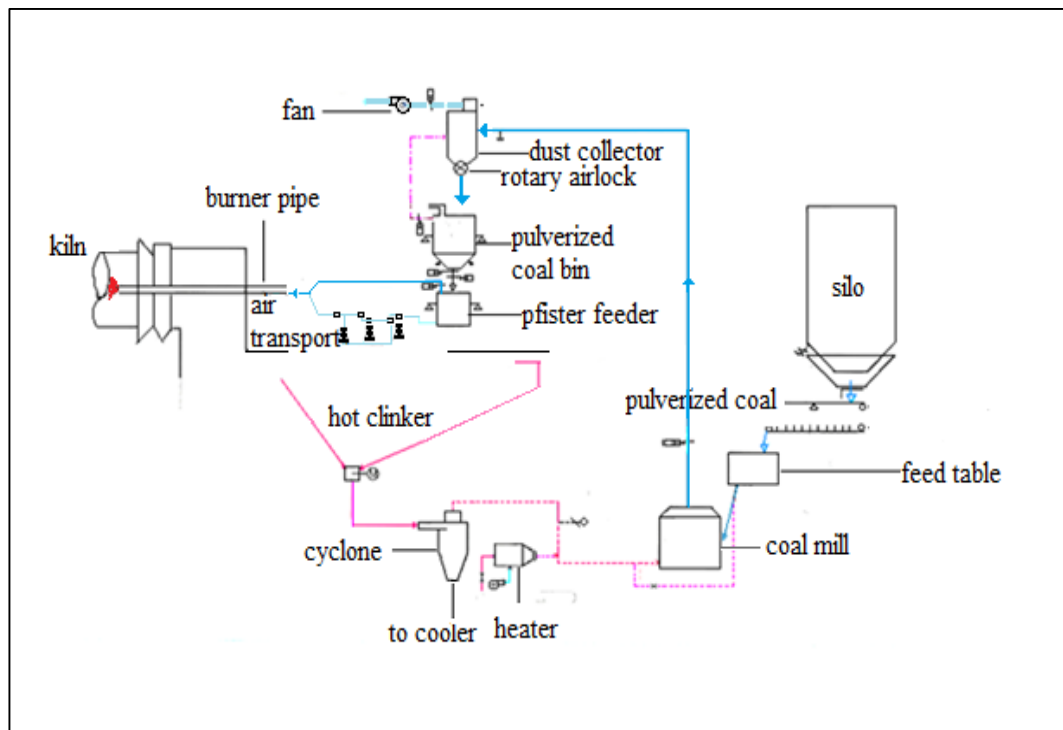 fan
dust collector
rotary airlock
burner pipe
kiln
pulverized
coal bin
silo
air
transport
pfister feeder
pulverized coal
hot clinker
feed table
cyclone
coal mill
to cooler
heater